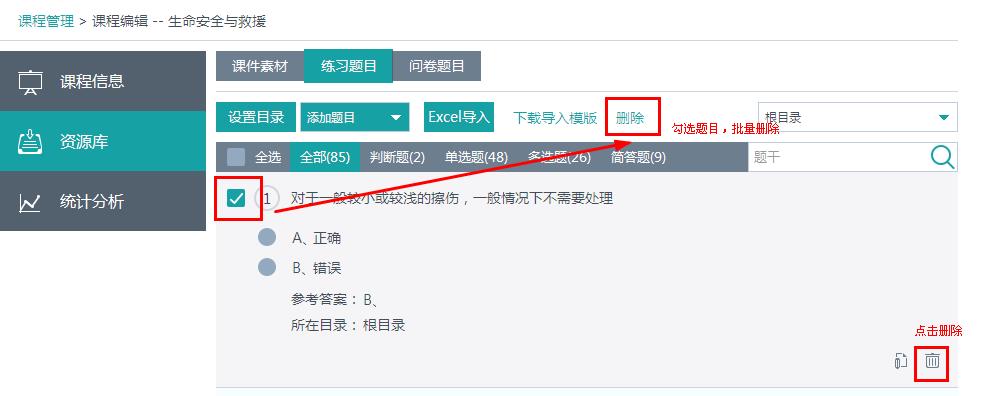 课程管理 > 课程编辑 -- 生命安全与救援
课程信息
资源库
统计分析
课件素材 练习题目 问卷题目
设置目录 添加题目 Excel导入 下载导入模版 删除 根目录
勾选题目，批量删除
全选 全部(85) 判断题(2) 单选题(48) 多选题(26) 简答题(9) 题干
1 对于一般较小或较浅的擦伤，一般情况下不需要处理
A、正确
B、错误
参考答案： B、
所在目录： 根目录
点击删除